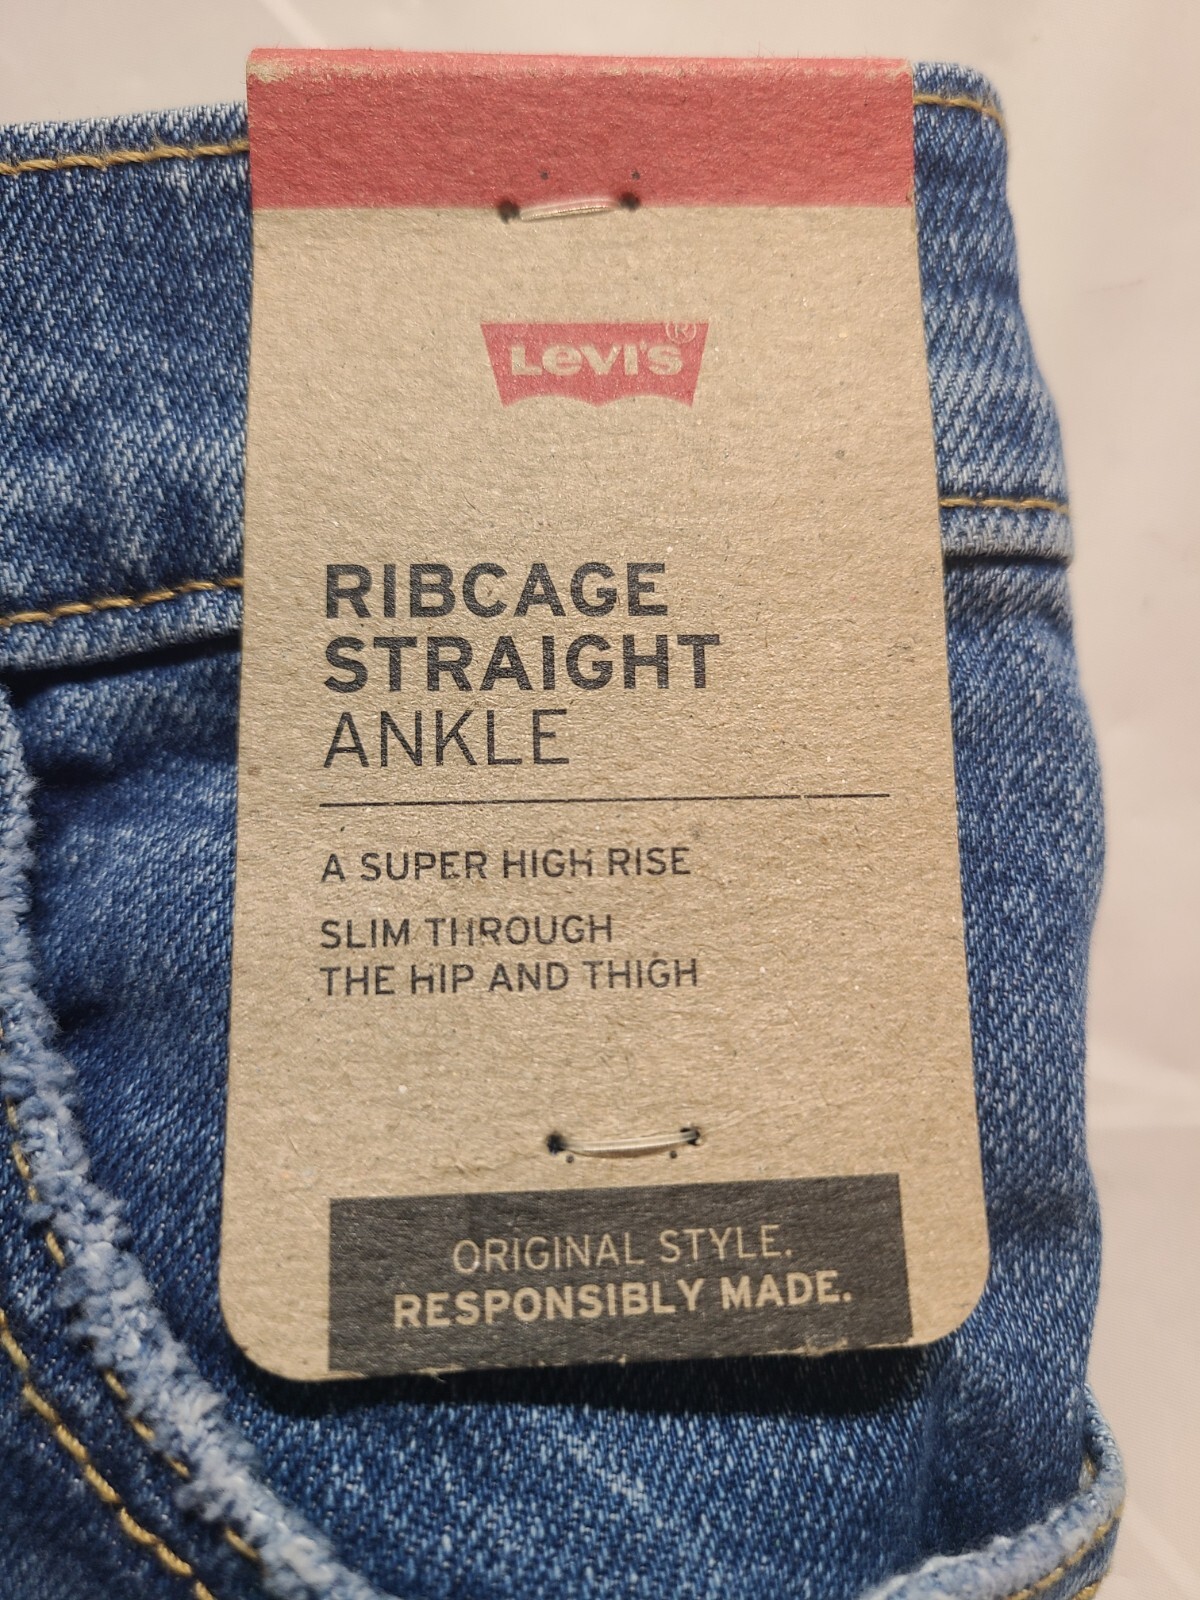 Levi's®
RIBCAGE
STRAIGHT
ANKLE
A SUPER HIGH RISE
SLIM THROUGH
THE HIP AND THIGH
ORIGINAL STYLE.
RESPONSIBLY MADE.